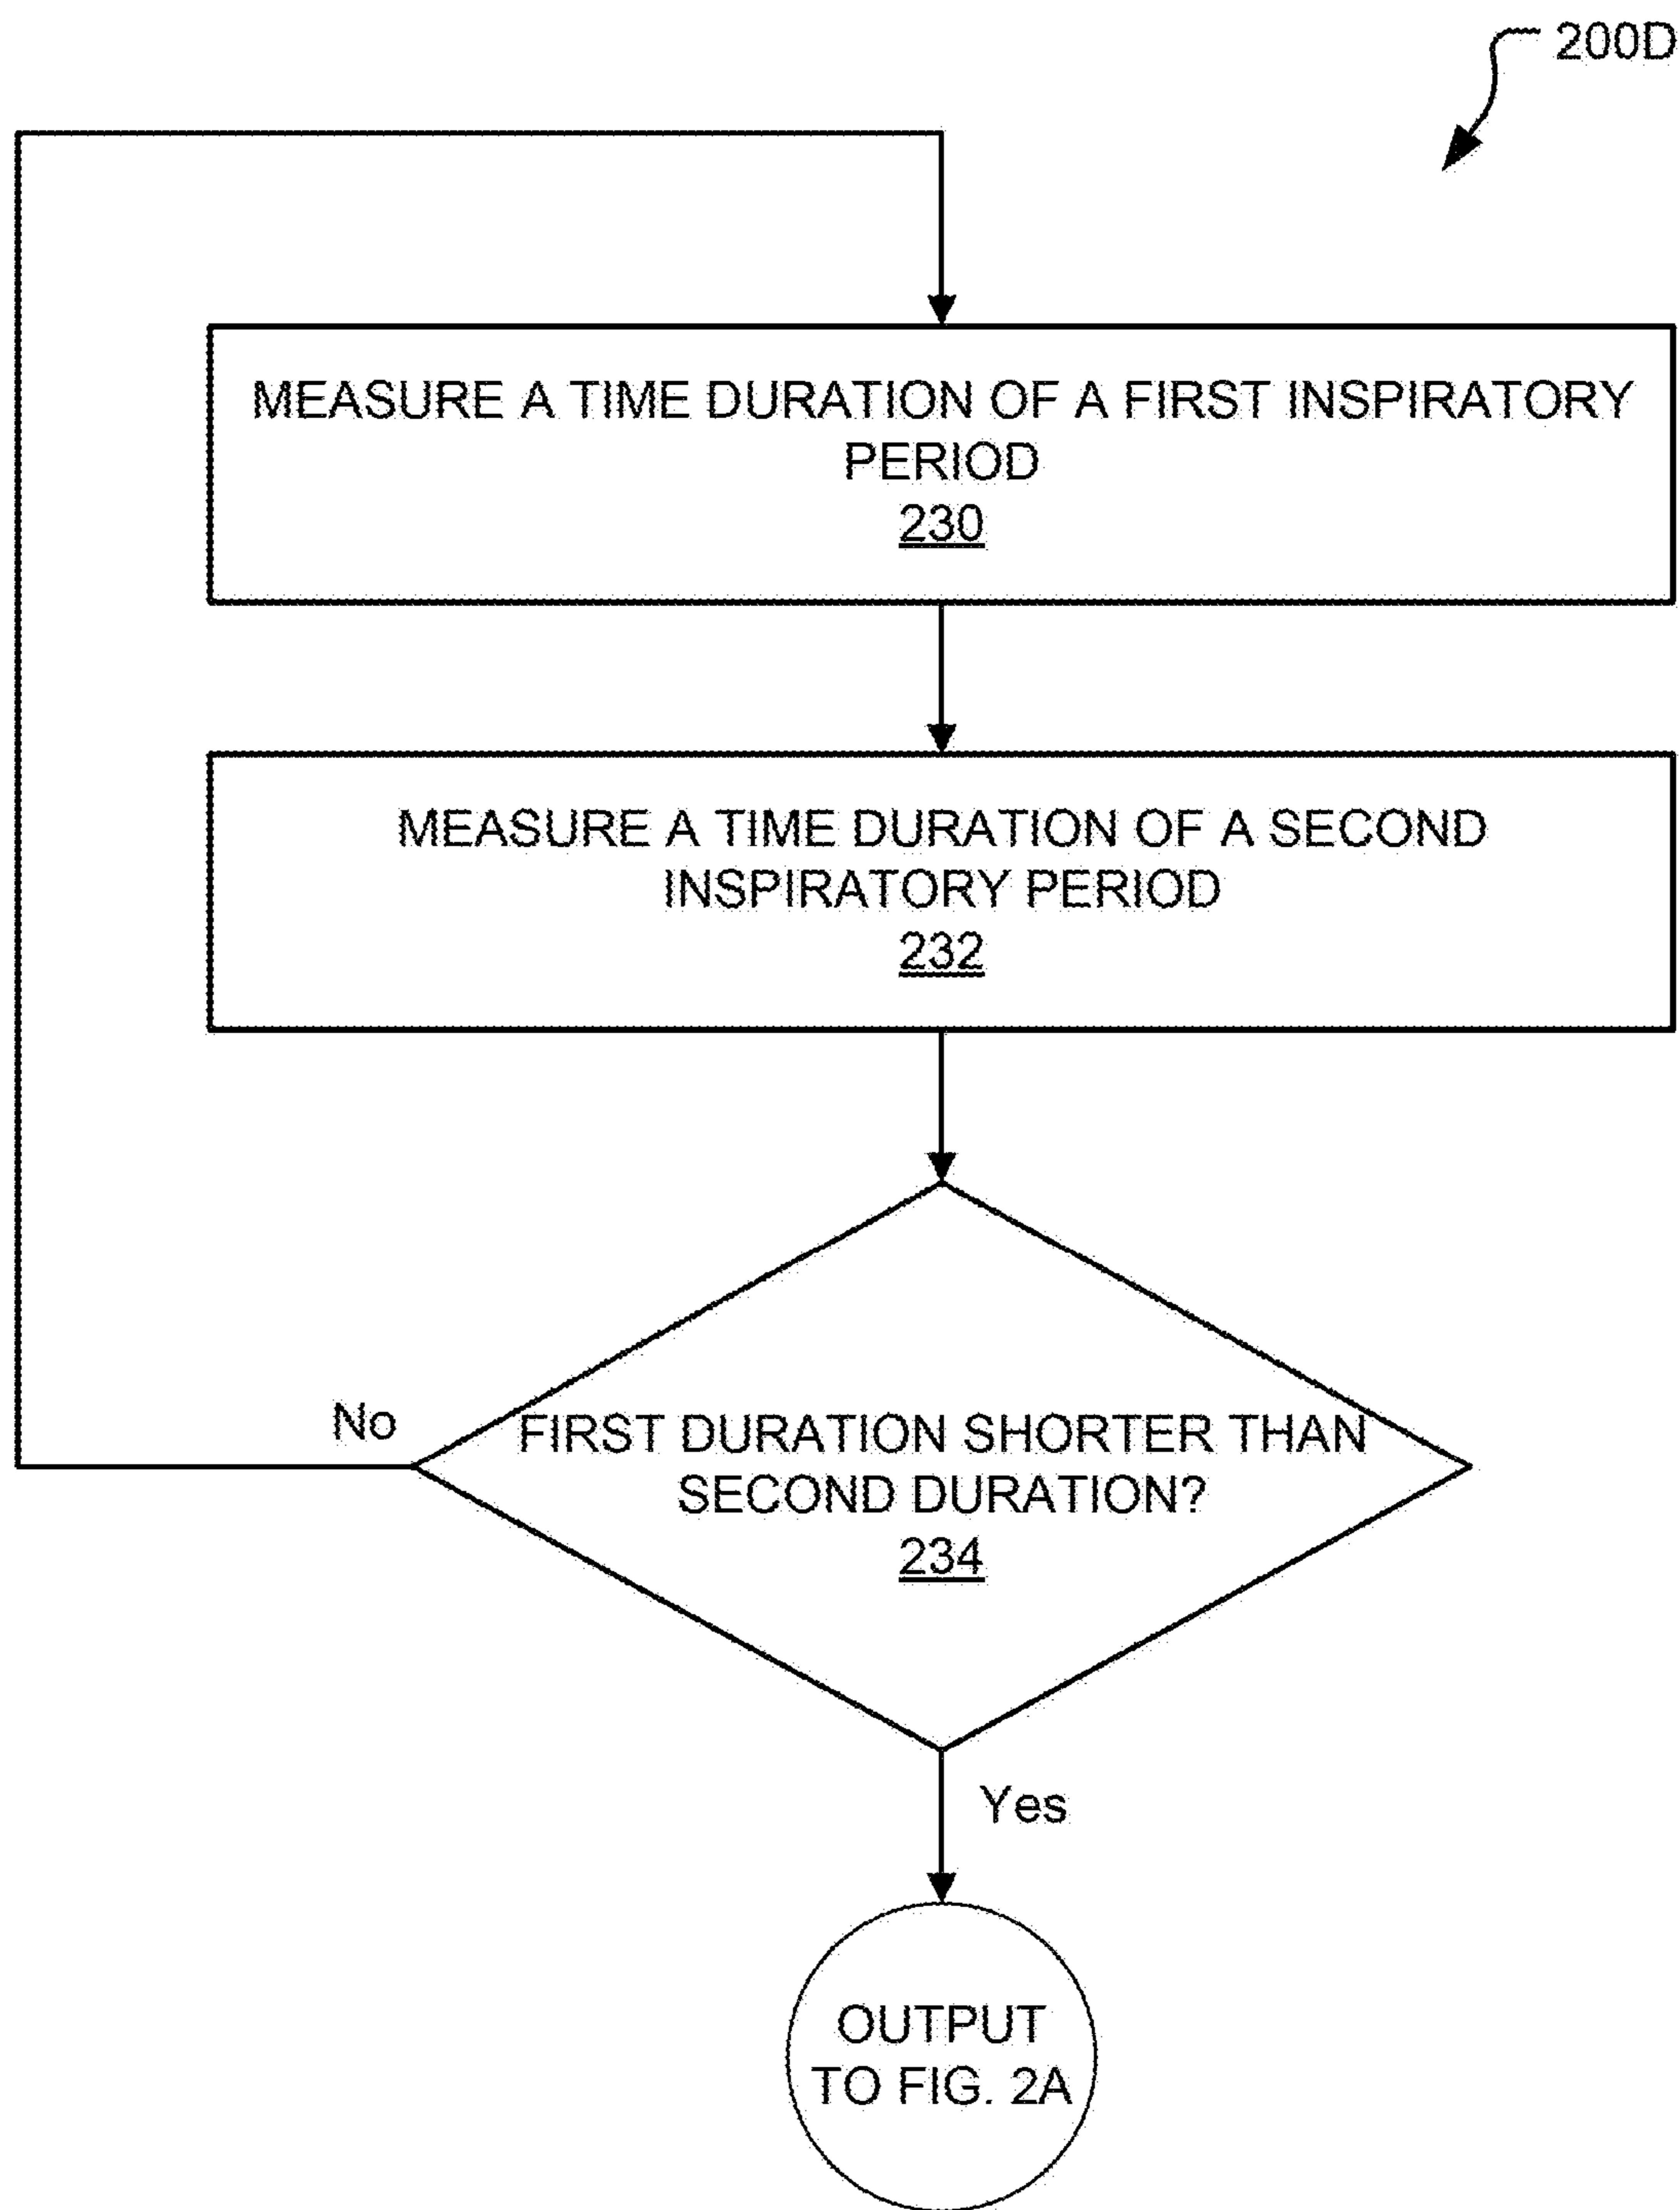 200D
MEASURE A TIME DURATION OF A FIRST INSPIRATORY
PERIOD
230
MEASURE A TIME DURATION OF A SECOND
INSPIRATORY PERIOD
232
No
FIRST DURATION SHORTER THAN
SECOND DURATION?
234
Yes
OUTPUT
TO FIG. 2A